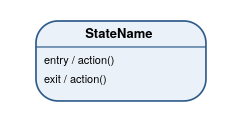 StateName
entry / action()
exit / action()